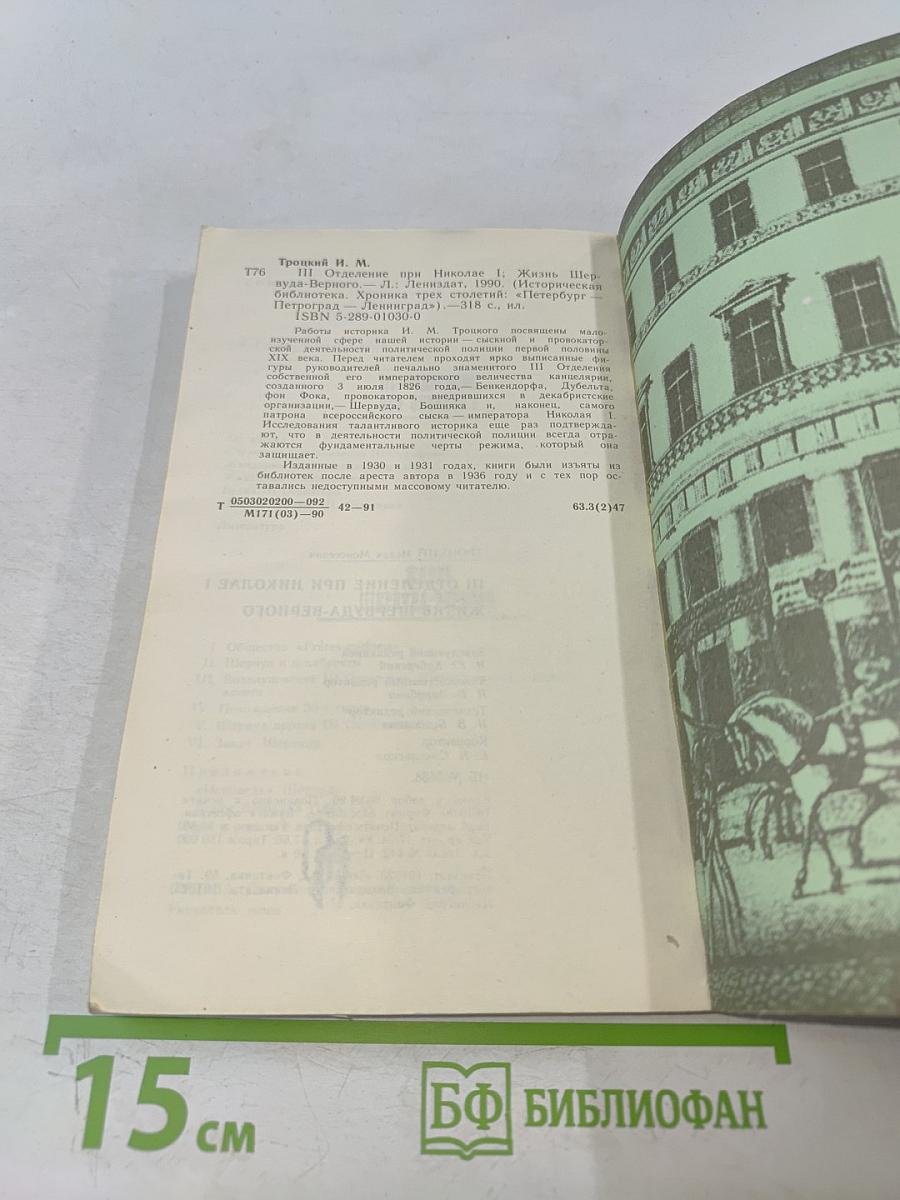 Троцкий И. М.
Т76 III Отделение при Николае I; Жизнь Шер-
вуда-Верного.— Л.: Лениздат, 1990. (Историческая
библиотека. Хроника трех столетий: «Петербург —
Петроград — Ленинград»).—318 с., ил.
ISBN 5-289-01030-0
Работы историка И. М. Троцкого посвящены мало-
изученной сфере нашей истории — сыскной и провокатор-
ской деятельности политической полиции первой половины
XIX века. Перед читателем проходят ярко выписанные фи-
гуры руководителей печально знаменитого III Отделения
собственной его императорского величества канцелярии,
созданного 3 июля 1826 года,— Бенкендорфа, Дубельта,
фон Фока, провокаторов, внедрившихся в декабристские
организации,— Шервуда, Бошняка и, наконец, самого
патрона всероссийского сыска — императора Николая I.
Исследования талантливого историка еще раз подтвержда-
ют, что в деятельности политической полиции всегда отра-
жаются фундаментальные черты режима, который она
защищает.
Изданные в 1930 и 1931 годах, книги были изъяты из
библиотек после ареста автора в 1936 году и с тех пор ос-
тавались недоступными массовому читателю.
Т 0503020200—092 42—91 63.3(2)47
М171(03)—90
III ОТДЕЛЕНИЕ ПРИ НИКОЛАЕ I
15 см БФ БИБЛИОФАН